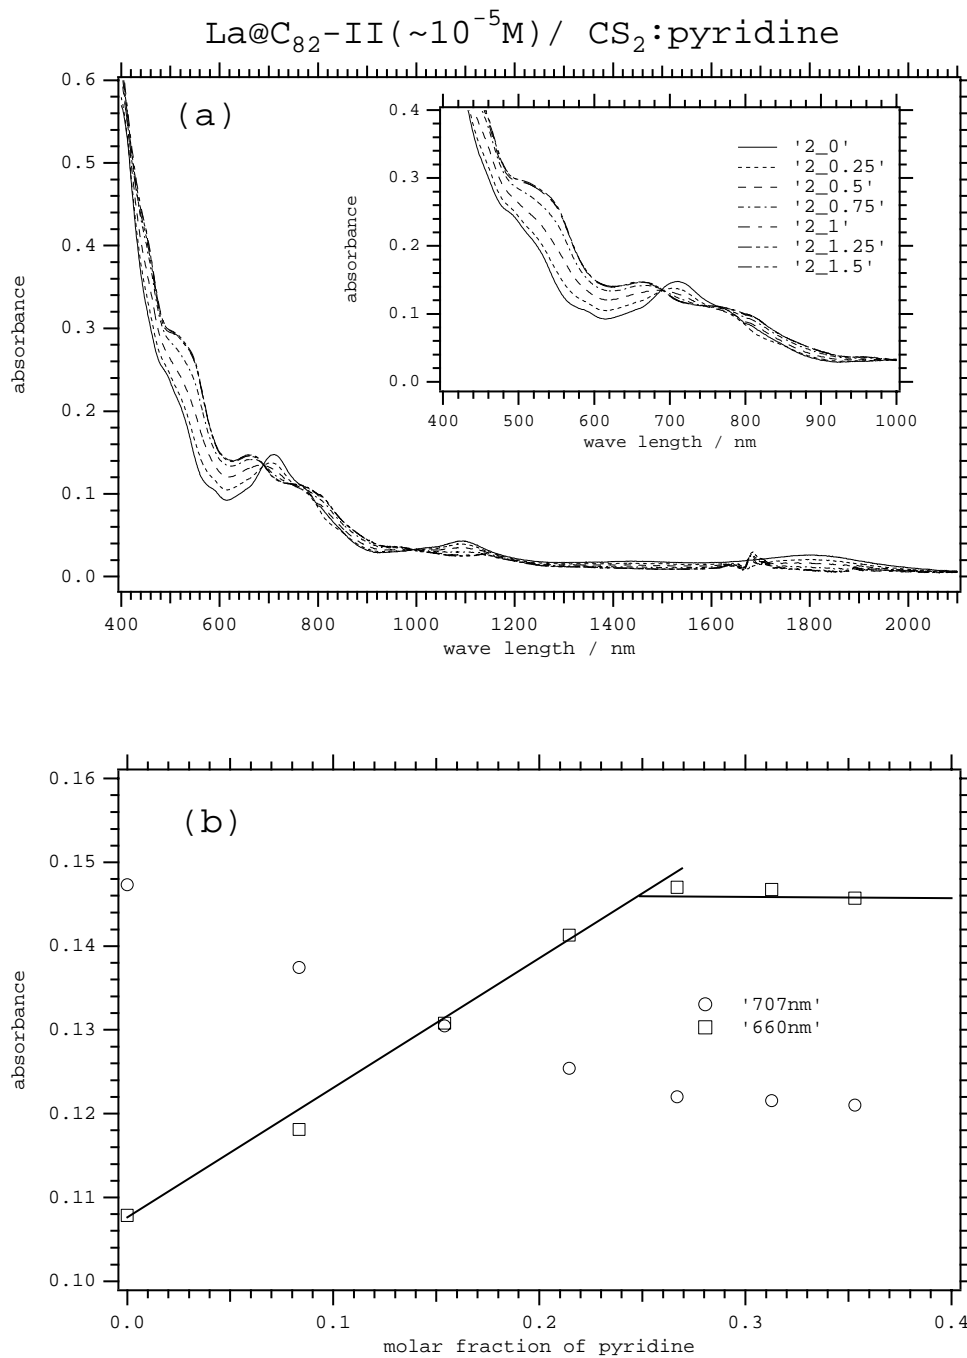 La@C82-II(~10-5M)/ CS2:pyridine
(a)
0.6
0.5
0.4
0.3
0.2
0.1
0.0
absorbance
400 600 800 1000 1200 1400 1600 1800 2000
wave length / nm
0.4
0.3
0.2
0.1
0.0
absorbance
'2_0'
'2_0.25'
'2_0.5'
'2_0.75'
'2_1'
'2_1.25'
'2_1.5'
400 500 600 700 800 900 1000
wave length / nm
(b)
0.16
0.15
0.14
0.13
0.12
0.11
0.10
absorbance
'707nm'
'660nm'
0.0 0.1 0.2 0.3 0.4
molar fraction of pyridine